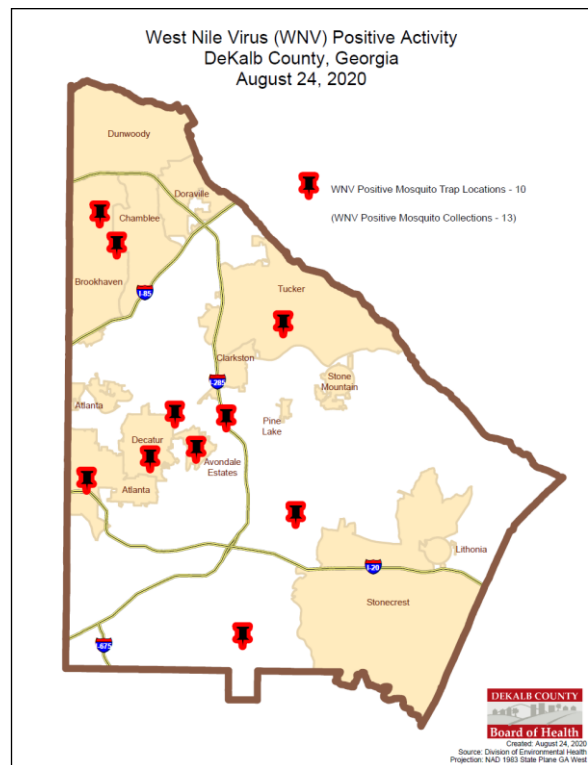 West Nile Virus (WNV) Positive Activity
DeKalb County, Georgia
August 24, 2020
Dunwoody
Doraville
WNV Positive Mosquito Trap Locations - 10
Chamblee
(WNV Positive Mosquito Collections - 13)
Brookhaven
I-85
Tucker
Clarkston
I-285
Stone
Mountain
Atlanta
Pine
Lake
Decatur
Avondale
Estates
Atlanta
Lithonia
I-20
Stonecrest
I-675
DEKALB COUNTY
Board of Health
Created: August 24, 2020
Source: Division of Environmental Health
Projection: NAD 1983 State Plane GA West